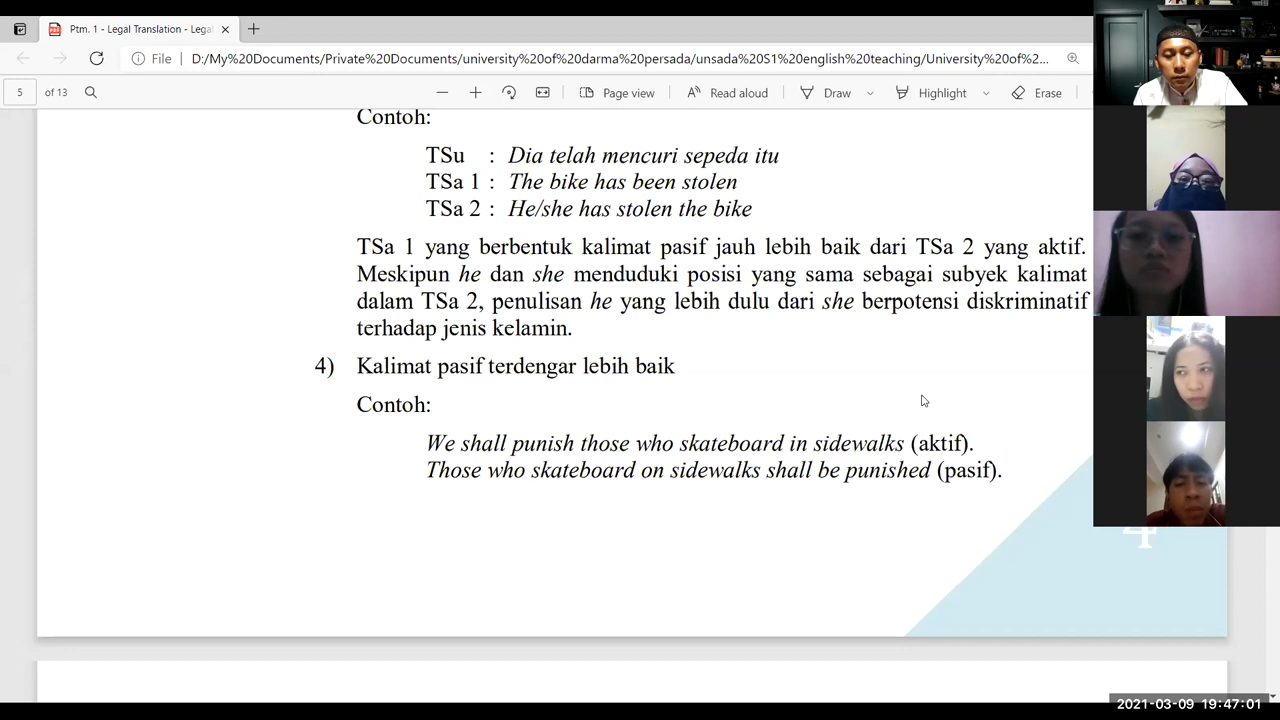 Ptm. 1 - Legal Translation - Lega
File
D:/My%20Documents/Private%20Documents/university%20of%20darma%20persada/unsada%20S1%20english%20teaching/University%20of%2...
5 of 13
Page view
Read aloud
Draw
Highlight
Erase
Contoh:
TSu : Dia telah mencuri sepeda itu
TSa 1 : The bike has been stolen
TSa 2 : He/she has stolen the bike
TSa 1 yang berbentuk kalimat pasif jauh lebih baik dari TSa 2 yang aktif.
Meskipun he dan she menduduki posisi yang sama sebagai subyek kalimat
dalam TSa 2, penulisan he yang lebih dulu dari she berpotensi diskriminatif
terhadap jenis kelamin.
4) Kalimat pasif terdengar lebih baik
Contoh:
We shall punish those who skateboard in sidewalks (aktif).
Those who skateboard on sidewalks shall be punished (pasif).
4
2021-03-09 19:47:01